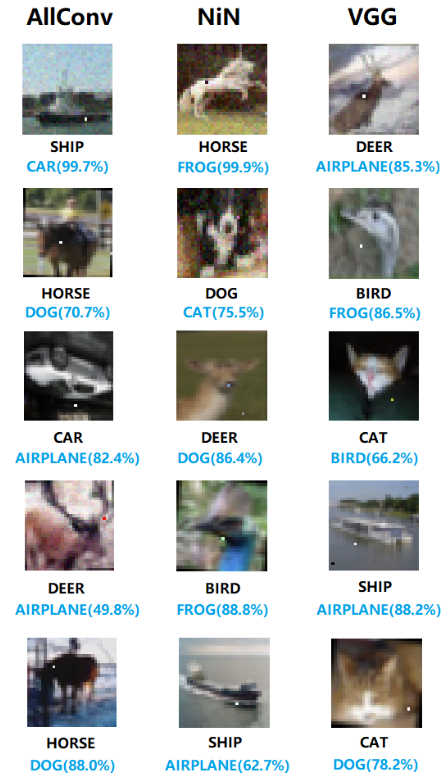 AllConv NiN VGG
SHIP HORSE DEER
CAR(99.7%) FROG(99.9%) AIRPLANE(85.3%)
HORSE DOG BIRD
DOG(70.7%) CAT(75.5%) FROG(86.5%)
CAR DEER CAT
AIRPLANE(82.4%) DOG(86.4%) BIRD(66.2%)
DEER BIRD SHIP
AIRPLANE(49.8%) FROG(88.8%) AIRPLANE(88.2%)
HORSE SHIP CAT
DOG(88.0%) AIRPLANE(62.7%) DOG(78.2%)